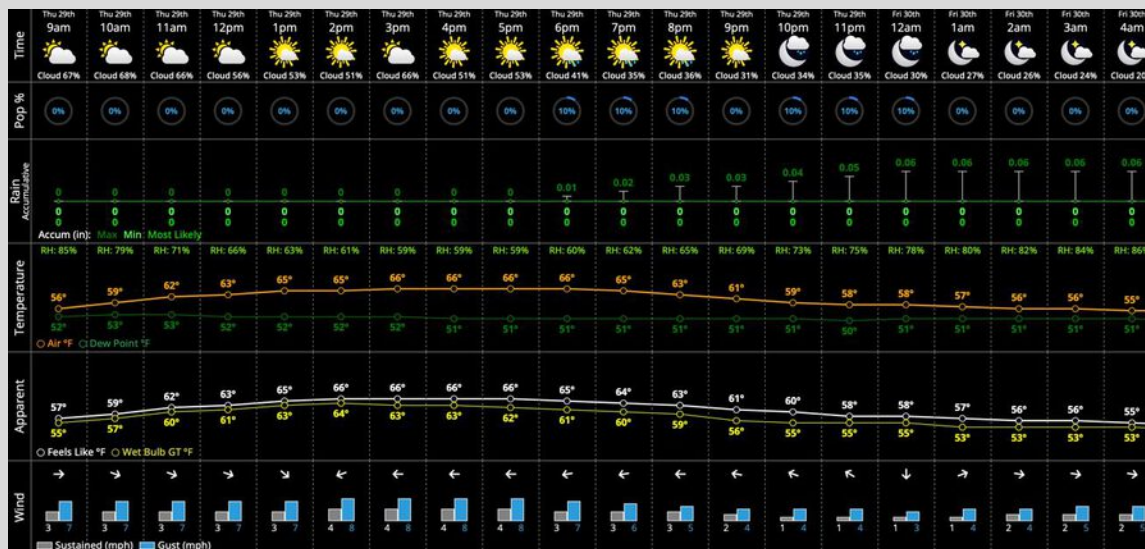 Thu 29th Thu 29th Thu 29th Thu 29th Thu 29th Thu 29th Thu 29th Thu 29th Thu 29th Thu 29th Thu 29th Thu 29th Thu 29th Thu 29th Thu 29th Fri 30th Fri 30th Fri 30th Fri 30th Fri 30th
Time 9am 10am 11am 12pm 1pm 2pm 3pm 4pm 5pm 6pm 7pm 8pm 9pm 10pm 11pm 12am 1am 2am 3am 4am
Cloud 67% Cloud 68% Cloud 66% Cloud 56% Cloud 53% Cloud 51% Cloud 66% Cloud 51% Cloud 53% Cloud 41% Cloud 35% Cloud 36% Cloud 31% Cloud 34% Cloud 35% Cloud 30% Cloud 27% Cloud 26% Cloud 24% Cloud 20
Pop % 0% 0% 0% 0% 0% 0% 0% 0% 0% 10% 10% 10% 0% 10% 10% 10% 0% 0% 0% 0%
Rain
Accumulative
0 0 0 0 0 0 0 0 0 0.01 0.02 0.03 0.03 0.04 0.05 0.06 0.06 0.06 0.06 0.06
0 0 0 0 0 0 0 0 0 0 0 0 0 0 0 0 0 0 0 0
0 0 0 0 0 0 0 0 0 0 0 0 0 0 0 0 0 0 0 0
Accum (in): Max Min Most Likely
RH: 85% RH: 79% RH: 71% RH: 66% RH: 63% RH: 61% RH: 59% RH: 59% RH: 59% RH: 60% RH: 62% RH: 65% RH: 69% RH: 73% RH: 75% RH: 78% RH: 80% RH: 82% RH: 84% RH: 86%
Temperature
56° 59° 62° 63° 65° 65° 66° 66° 66° 66° 65° 63° 61° 59° 58° 58° 57° 56° 56° 55°
52° 53° 53° 52° 52° 52° 52° 51° 51° 51° 51° 51° 51° 51° 50° 51° 51° 51° 51° 51°
Air °F Dew Point °F
Apparent
57° 59° 62° 63° 65° 66° 66° 66° 66° 65° 64° 63° 61° 60° 58° 58° 57° 56° 56° 55°
55° 57° 60° 61° 63° 64° 63° 63° 62° 61° 60° 59° 56° 55° 55° 55° 53° 53° 53° 53°
Feels Like °F Wet Bulb GT °F
Wind
3 7 3 7 3 7 3 7 3 7 4 8 4 8 4 8 4 8 3 7 3 6 3 5 2 4 1 4 1 4 1 3 1 4 2 4 2 5 2
Sustained (mph) Gust (mph)